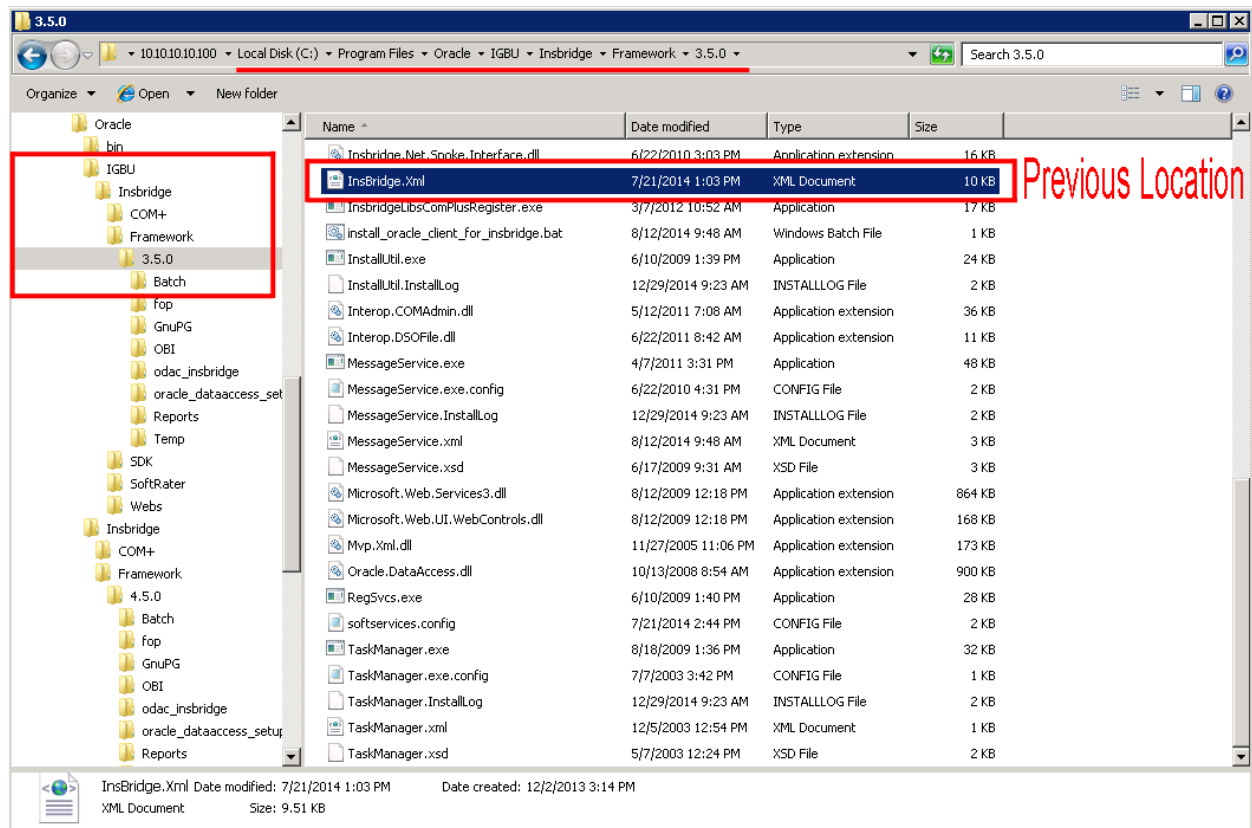 3.5.0
10.10.10.10.100 Local Disk (C:) Program Files Oracle IGBU Insbridge Framework 3.5.0 Search 3.5.0
Organize Open New folder
Oracle
bin
IGBU
Insbridge
COM+
Framework
3.5.0
Batch
fop
GnuPG
OBI
odac_insbridge
oracle_dataaccess_set
Reports
Temp
SDK
SoftRater
Webs
Insbridge
COM+
Framework
4.5.0
Batch
fop
GnuPG
OBI
odac_insbridge
oracle_dataaccess_setup
Reports
Name Date modified Type Size
Insbridge.Net.Spoke.Interface.dll 6/22/2010 3:03 PM Application extension 16 KB
InsBridge.Xml 7/21/2014 1:03 PM XML Document 10 KB
Previous Location
InsbridgeLibsComPlusRegister.exe 3/7/2012 10:52 AM Application 17 KB
install_oracle_client_for_insbridge.bat 8/12/2014 9:48 AM Windows Batch File 1 KB
InstallUtil.exe 6/10/2009 1:39 PM Application 24 KB
InstallUtil.InstallLog 12/29/2014 9:23 AM INSTALLLOG File 2 KB
Interop.COMAdmin.dll 5/12/2011 7:08 AM Application extension 36 KB
Interop.DSOFile.dll 6/22/2011 8:42 AM Application extension 11 KB
MessageService.exe 4/7/2011 3:31 PM Application 48 KB
MessageService.exe.config 6/22/2010 4:31 PM CONFIG File 2 KB
MessageService.InstallLog 12/29/2014 9:23 AM INSTALLLOG File 2 KB
MessageService.xml 8/12/2014 9:48 AM XML Document 3 KB
MessageService.xsd 6/17/2009 9:31 AM XSD File 3 KB
Microsoft.Web.Services3.dll 8/12/2009 12:18 PM Application extension 864 KB
Microsoft.Web.UI.WebControls.dll 8/12/2009 12:18 PM Application extension 168 KB
Mvp.Xml.dll 11/27/2005 11:06 PM Application extension 173 KB
Oracle.DataAccess.dll 10/13/2008 8:54 AM Application extension 900 KB
RegSvcs.exe 6/10/2009 1:40 PM Application 28 KB
softservices.config 7/21/2014 2:44 PM CONFIG File 2 KB
TaskManager.exe 8/18/2009 1:36 PM Application 32 KB
TaskManager.exe.config 7/7/2003 3:42 PM CONFIG File 1 KB
TaskManager.InstallLog 12/29/2014 9:23 AM INSTALLLOG File 2 KB
TaskManager.xml 12/5/2003 12:54 PM XML Document 1 KB
TaskManager.xsd 5/7/2003 12:24 PM XSD File 2 KB
InsBridge.Xml Date modified: 7/21/2014 1:03 PM Date created: 12/2/2013 3:14 PM
XML Document Size: 9.51 KB